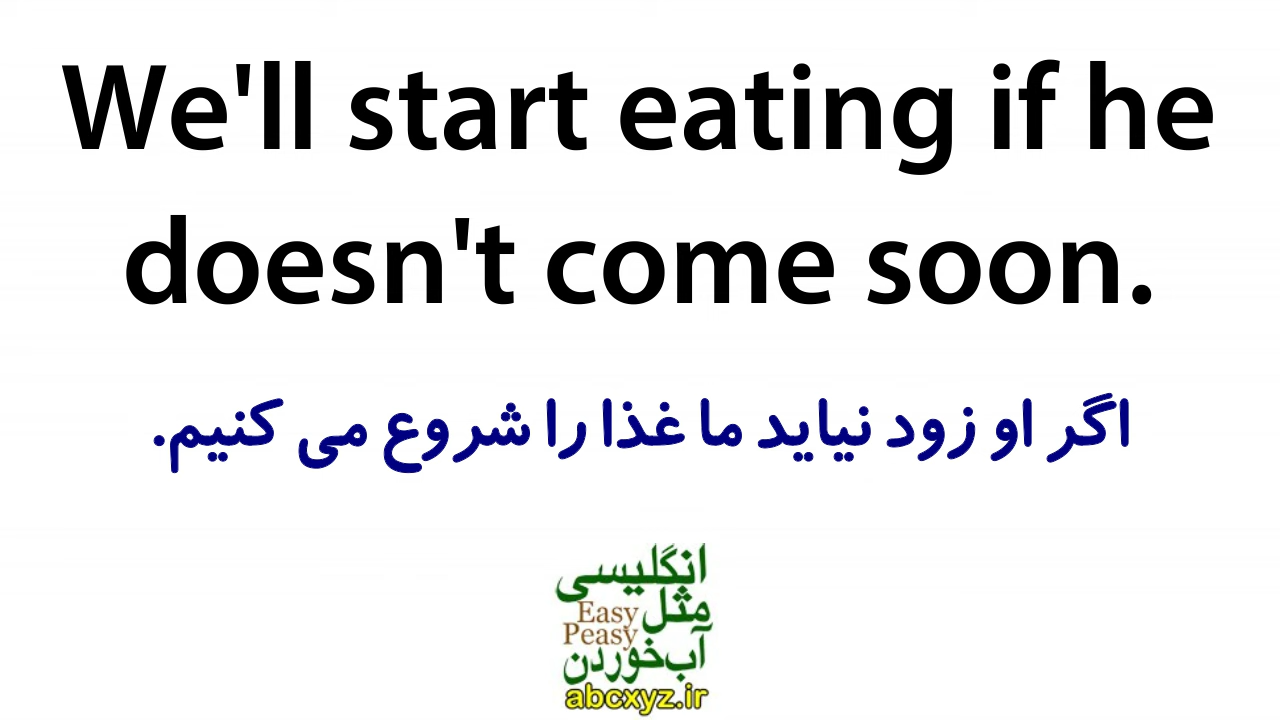 We'll start eating if he
doesn't come soon.
اگر او زود نیاید ما غذا را شروع می کنیم.
انگلیسی
مثل Easy
Peasy
آب‌خوردن
abcxyz.ir